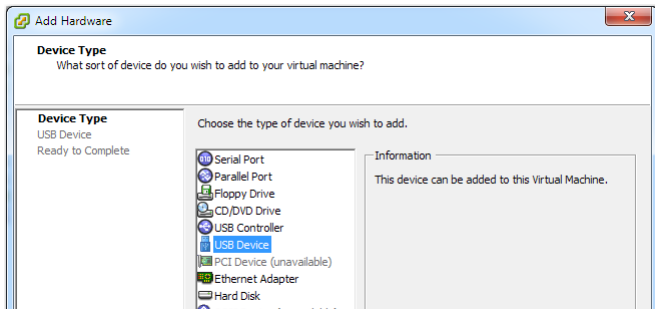 Add Hardware
Device Type
What sort of device do you wish to add to your virtual machine?
Device Type
USB Device
Ready to Complete
Choose the type of device you wish to add.
Serial Port
Parallel Port
Floppy Drive
CD/DVD Drive
USB Controller
USB Device
PCI Device (unavailable)
Ethernet Adapter
Hard Disk
Information
This device can be added to this Virtual Machine.